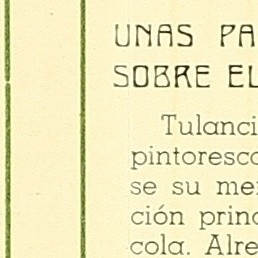 UNAS PA
SOBRE EL
Tulanci
pintoresco
se su me
ción princ
cola. Alre